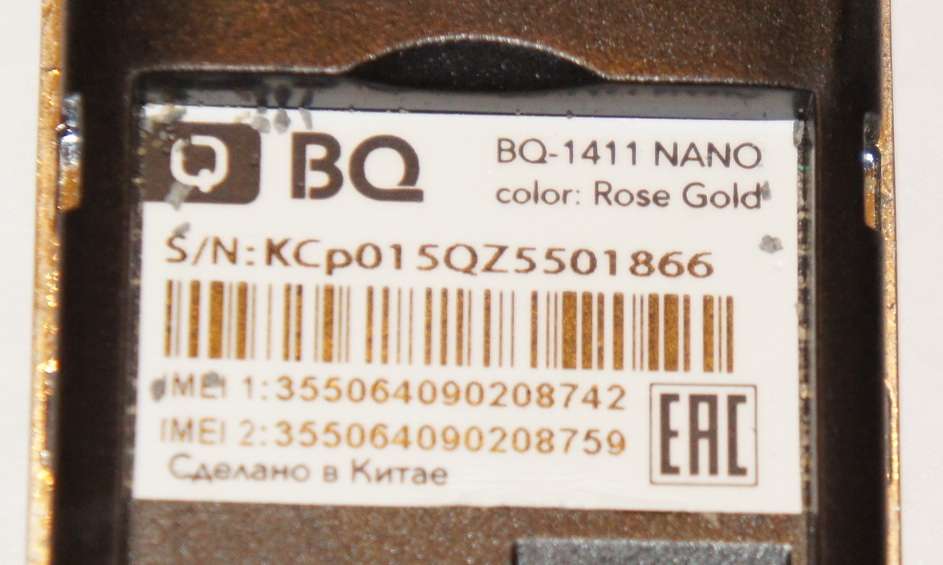 Q BQ BQ-1411 NANO
color: Rose Gold
S/N:KCp015QZ5501866
IMEI 1:355064090208742
IMEI 2:355064090208759
Сделано в Китае
EAC